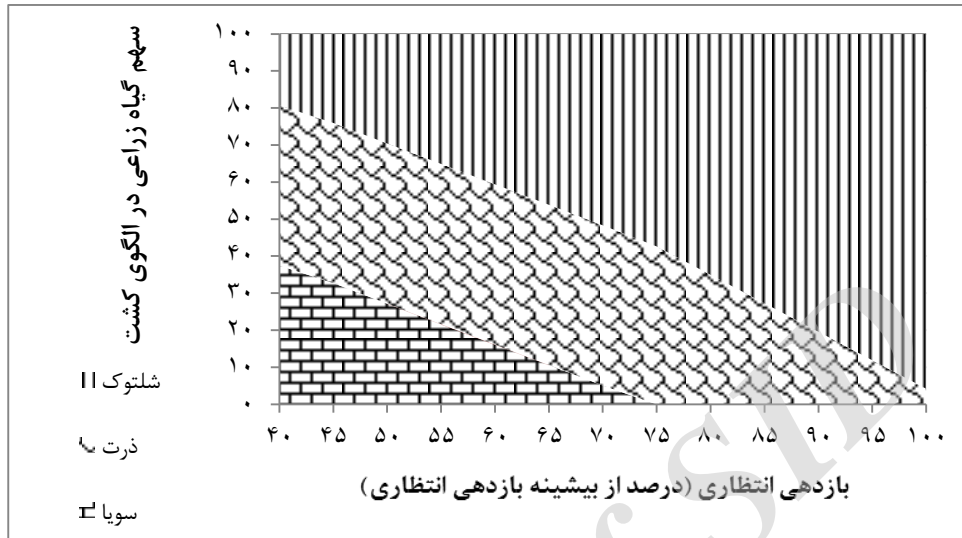 سهم گیاه زراعی در الگوی کشت
۱۰۰
۹۰
۸۰
۷۰
۶۰
۵۰
۴۰
۳۰
۲۰
۱۰
۰
۴۰ ۴۵ ۵۰ ۵۵ ۶۰ ۶۵ ۷۰ ۷۵ ۸۰ ۸۵ ۹۰ ۹۵ ۱۰۰
بازدهی انتظاری (درصد از بیشینه بازدهی انتظاری)
شلتوک
ذرت
سویا
f SID